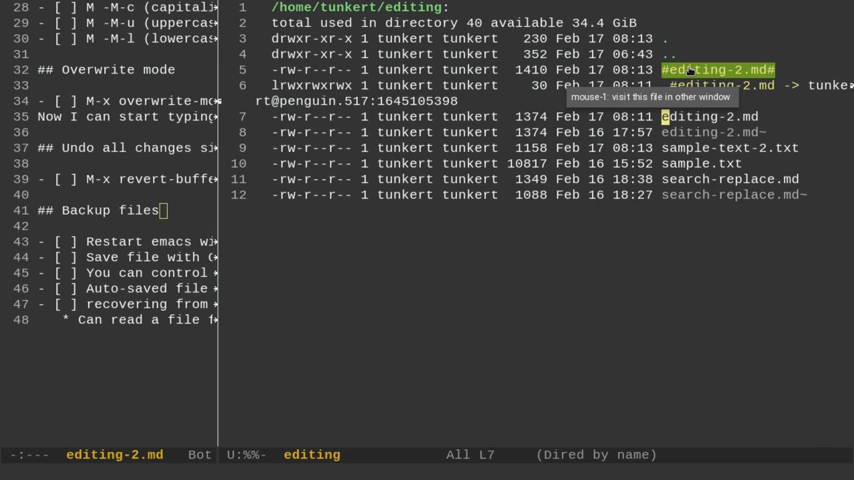 28 - [ ] M -M-c (capitali
29 - [ ] M -M-u (uppercas
30 - [ ] M -M-l (lowercas
31
32 ## Overwrite mode
33
34 - [ ] M-x overwrite-mo
35 Now I can start typing
36
37 ## Undo all changes si
38
39 - [ ] M-x revert-buffe
40
41 ## Backup files
42
43 - [ ] Restart emacs wi
44 - [ ] Save file with C
45 - [ ] You can control
46 - [ ] Auto-saved file
47 - [ ] recovering from
48 * Can read a file f
-:--- editing-2.md Bot
1 /home/tunkert/editing:
2 total used in directory 40 available 34.4 GiB
3 drwxr-xr-x 1 tunkert tunkert 230 Feb 17 08:13 .
4 drwxr-xr-x 1 tunkert tunkert 352 Feb 17 06:43 ..
5 -rw-r--r-- 1 tunkert tunkert 1410 Feb 17 08:13 #editing-2.md#
6 lrwxrwxrwx 1 tunkert tunkert 30 Feb 17 08:11 .#editing-2.md -> tunke
rt@penguin.517:1645105398
mouse-1: visit this file in other window
7 -rw-r--r-- 1 tunkert tunkert 1374 Feb 17 08:11 editing-2.md
8 -rw-r--r-- 1 tunkert tunkert 1374 Feb 16 17:57 editing-2.md~
9 -rw-r--r-- 1 tunkert tunkert 1158 Feb 17 08:13 sample-text-2.txt
10 -rw-r--r-- 1 tunkert tunkert 10817 Feb 16 15:52 sample.txt
11 -rw-r--r-- 1 tunkert tunkert 1349 Feb 16 18:38 search-replace.md
12 -rw-r--r-- 1 tunkert tunkert 1088 Feb 16 18:27 search-replace.md~
U:%%- editing All L7 (Dired by name)